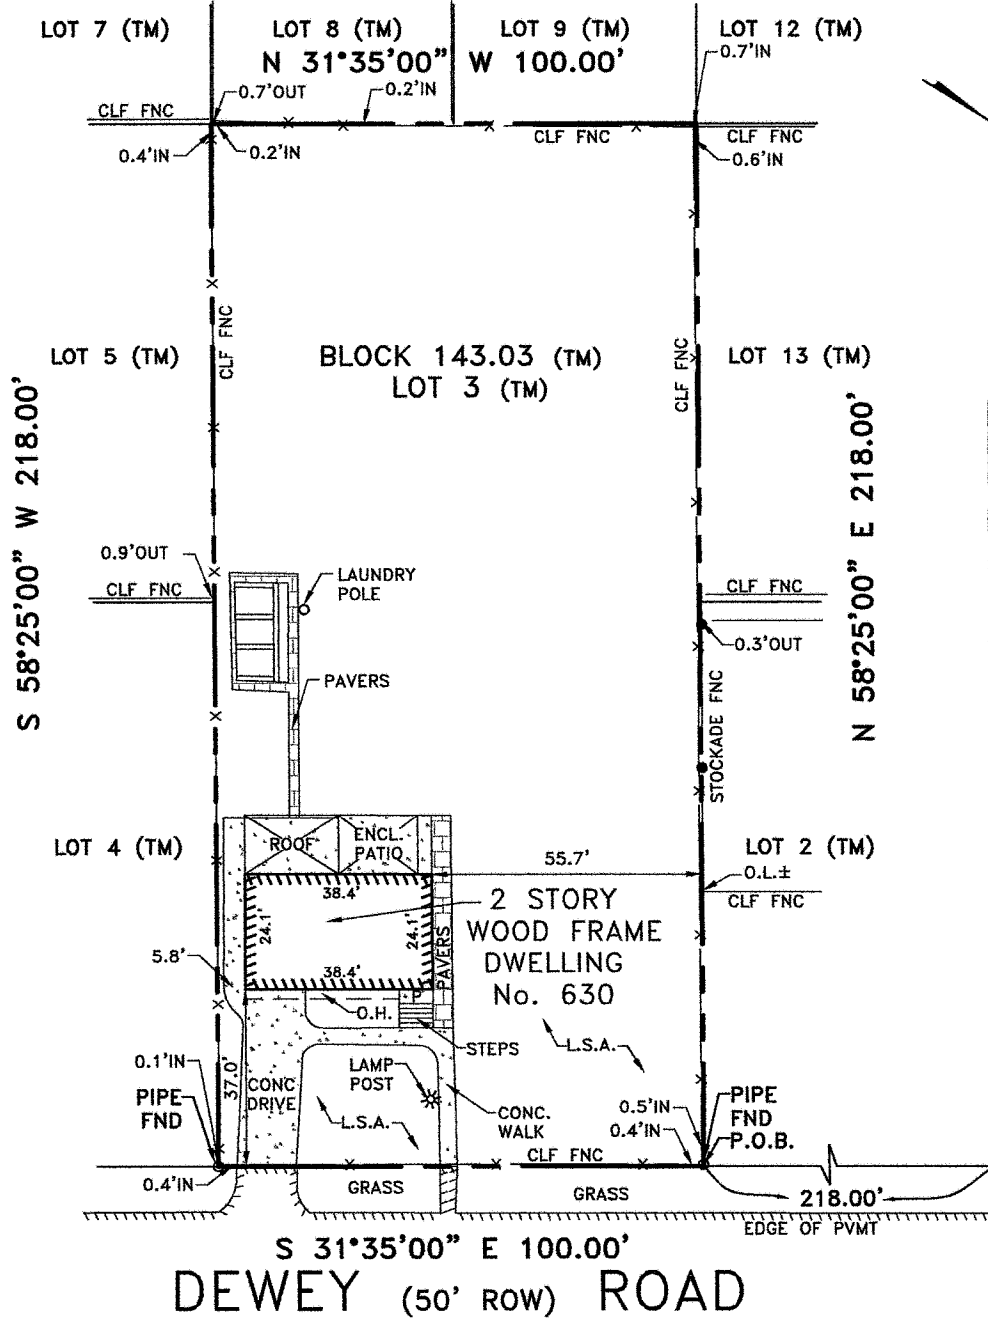 LOT 7 (TM)
LOT 8 (TM)
LOT 9 (TM)
LOT 12 (TM)
N 31°35'00" W 100.00'
0.7'IN
0.7'OUT
0.2'IN
CLF FNC
CLF FNC
CLF FNC
0.4'IN
0.2'IN
0.6'IN
CLF FNC
CLF FNC
LOT 5 (TM)
BLOCK 143.03 (TM)
LOT 3 (TM)
LOT 13 (TM)
S 58°25'00" W 218.00'
N 58°25'00" E 218.00'
0.9'OUT
CLF FNC
LAUNDRY
POLE
CLF FNC
0.3'OUT
PAVERS
STOCKADE FNC
LOT 4 (TM)
ROOF
ENCL.
PATIO
55.7'
LOT 2 (TM)
O.L.±
CLF FNC
38.4'
24.1'
24.1'
38.4'
2 STORY
WOOD FRAME
DWELLING
No. 630
PAVERS
5.8'
P
O.H.
STEPS
L.S.A.
0.1'IN
37.0'
LAMP
POST
CONC
DRIVE
PIPE
FND
L.S.A.
CONC.
WALK
0.5'IN
0.4'IN
PIPE
FND
P.O.B.
CLF FNC
0.4'IN
GRASS
GRASS
218.00'
EDGE OF PVMT
S 31°35'00" E 100.00'
DEWEY (50' ROW) ROAD